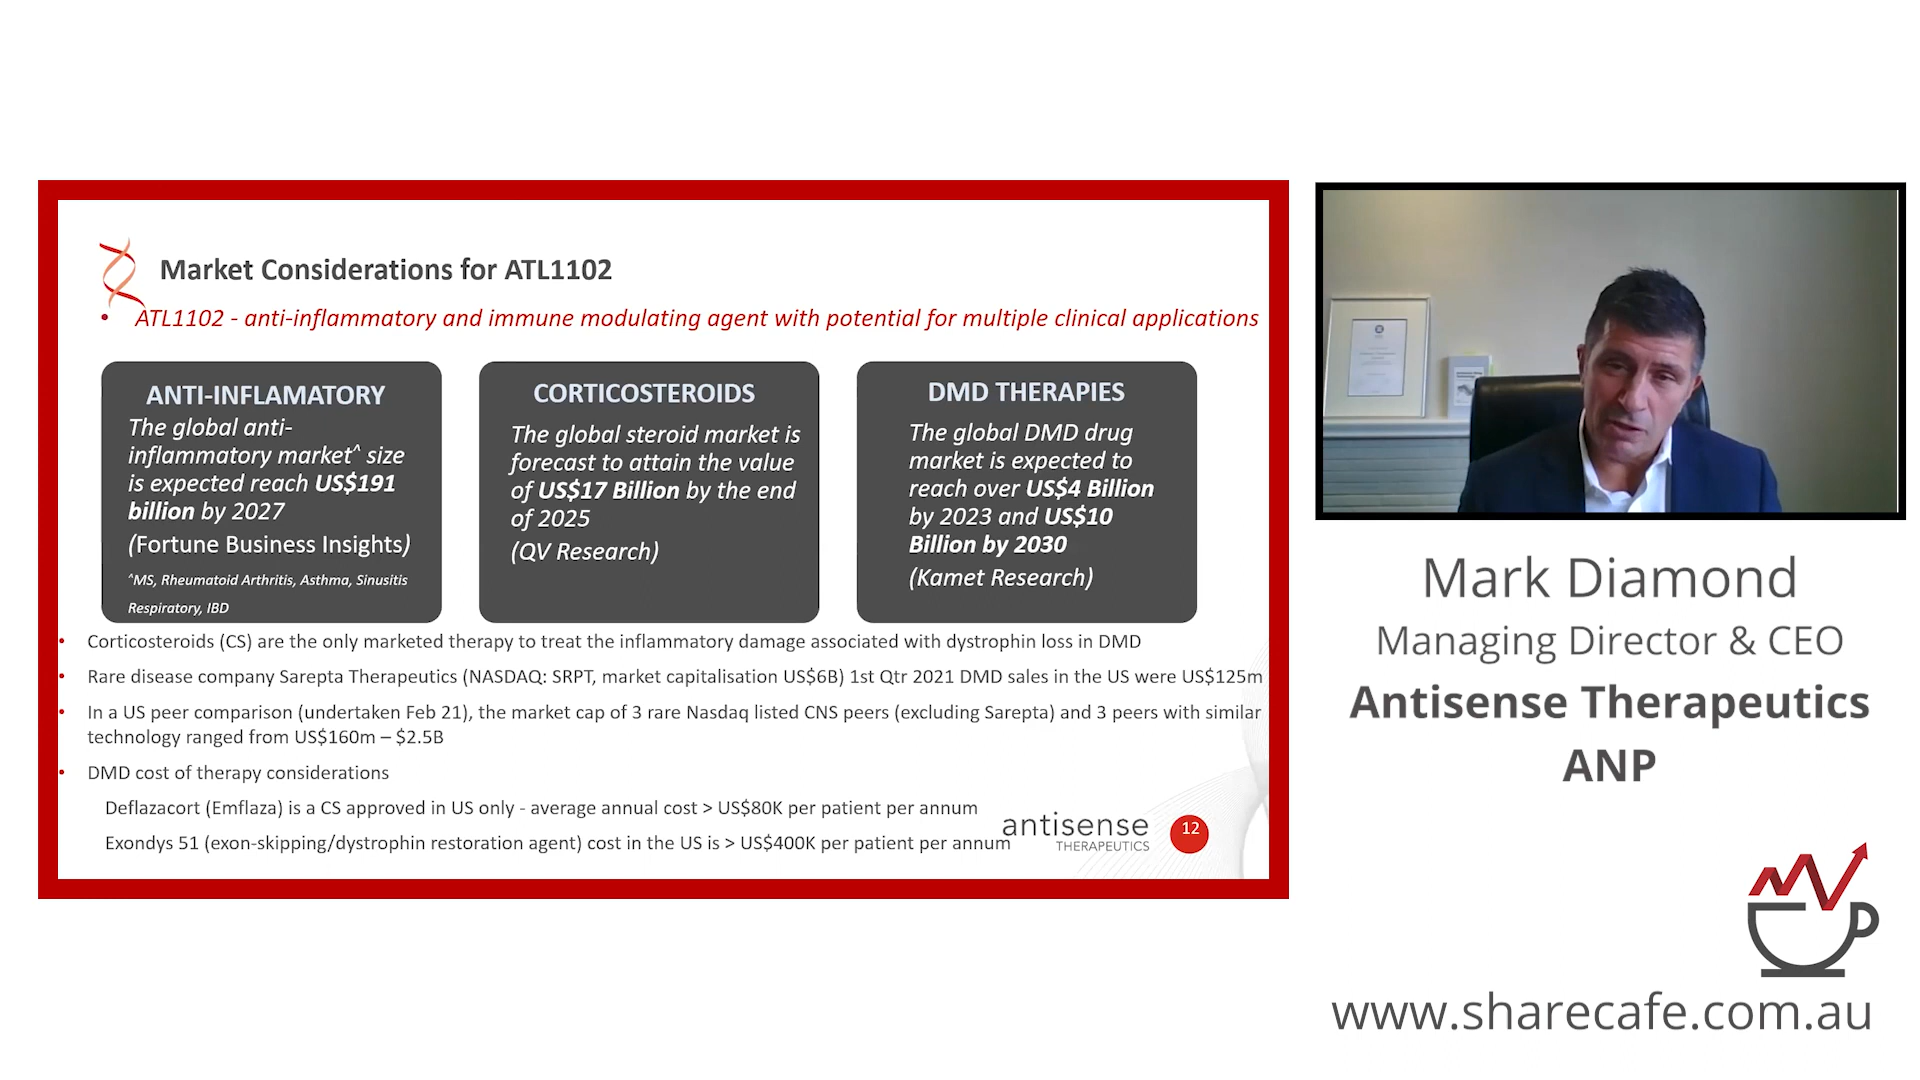 Market Considerations for ATL1102
• ATL1102 - anti-inflammatory and immune modulating agent with potential for multiple clinical applications
ANTI-INFLAMATORY
The global anti-
inflammatory market^ size
is expected reach US$191
billion by 2027
(Fortune Business Insights)
^MS, Rheumatoid Arthritis, Asthma, Sinusitis
Respiratory, IBD
CORTICOSTEROIDS
The global steroid market is
forecast to attain the value
of US$17 Billion by the end
of 2025
(QV Research)
DMD THERAPIES
The global DMD drug
market is expected to
reach over US$4 Billion
by 2023 and US$10
Billion by 2030
(Kamet Research)
• Corticosteroids (CS) are the only marketed therapy to treat the inflammatory damage associated with dystrophin loss in DMD
• Rare disease company Sarepta Therapeutics (NASDAQ: SRPT, market capitalisation US$6B) 1st Qtr 2021 DMD sales in the US were US$125m
• In a US peer comparison (undertaken Feb 21), the market cap of 3 rare Nasdaq listed CNS peers (excluding Sarepta) and 3 peers with similar
technology ranged from US$160m – $2.5B
• DMD cost of therapy considerations
Deflazacort (Emflaza) is a CS approved in US only - average annual cost > US$80K per patient per annum
Exondys 51 (exon-skipping/dystrophin restoration agent) cost in the US is > US$400K per patient per annum
antisense
THERAPEUTICS
12
Mark Diamond
Managing Director & CEO
Antisense Therapeutics
ANP
www.sharecafe.com.au